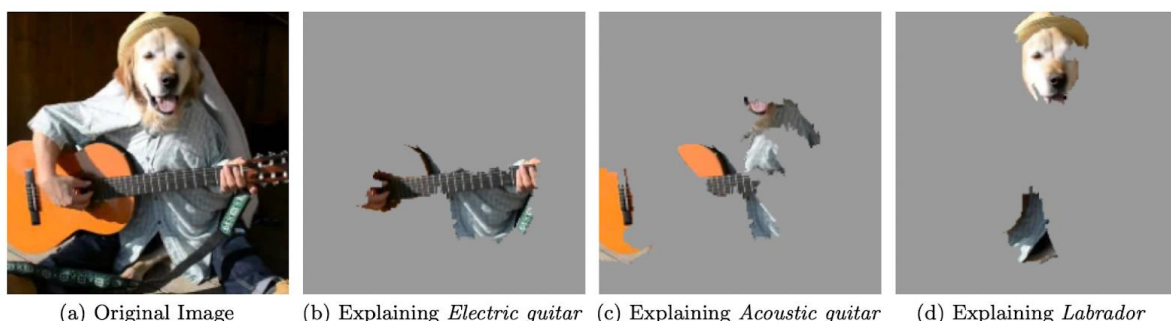 (a) Original Image
(b) Explaining Electric guitar
(c) Explaining Acoustic guitar
(d) Explaining Labrador